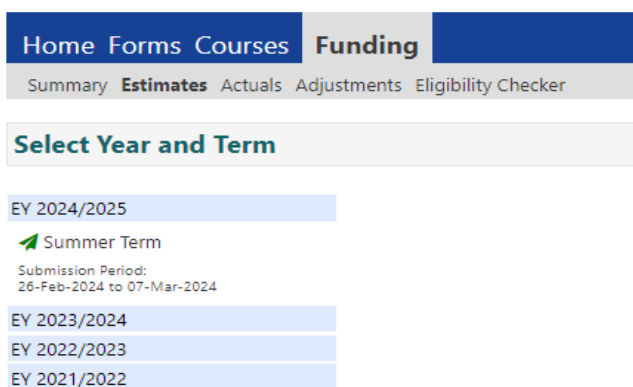 Home Forms Courses Funding
Summary Estimates Actuals Adjustments Eligibility Checker
Select Year and Term
EY 2024/2025
Summer Term
Submission Period:
26-Feb-2024 to 07-Mar-2024
EY 2023/2024
EY 2022/2023
EY 2021/2022